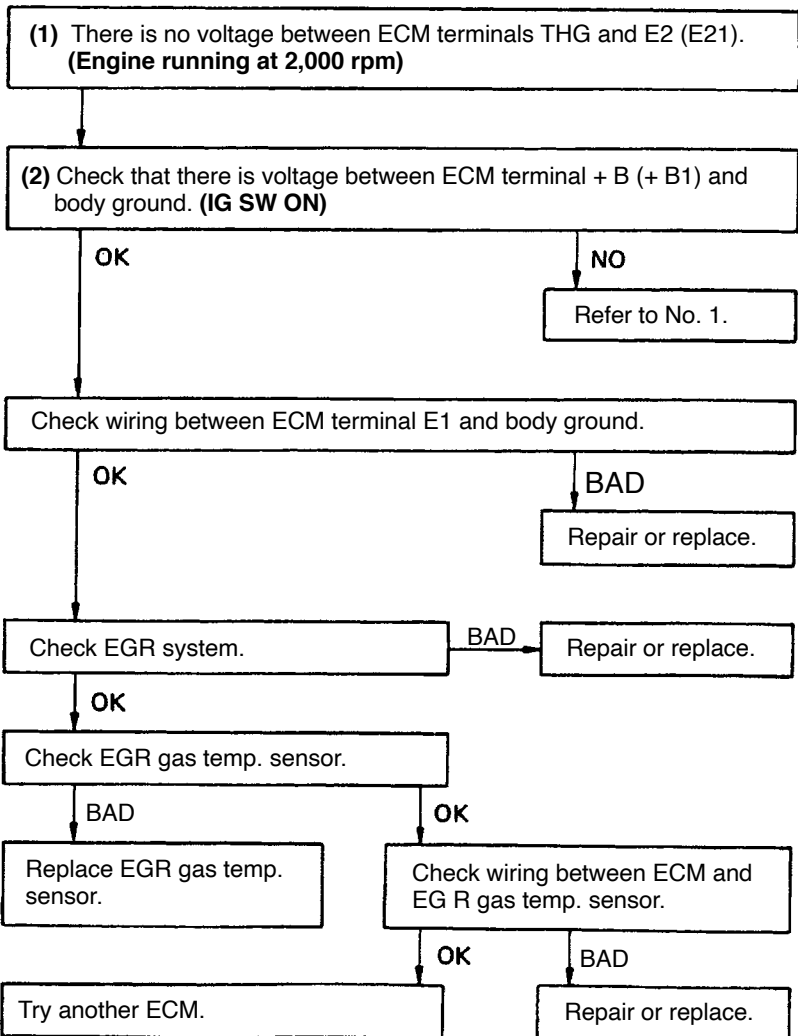 (1) There is no voltage between ECM terminals THG and E2 (E21).
(Engine running at 2,000 rpm)
(2) Check that there is voltage between ECM terminal + B (+ B1) and
body ground. (IG SW ON)
OK
NO
Refer to No. 1.
Check wiring between ECM terminal E1 and body ground.
OK
BAD
Repair or replace.
Check EGR system.
BAD
Repair or replace.
OK
Check EGR gas temp. sensor.
BAD
OK
Replace EGR gas temp.
sensor.
Check wiring between ECM and
EG R gas temp. sensor.
OK
BAD
Try another ECM.
Repair or replace.